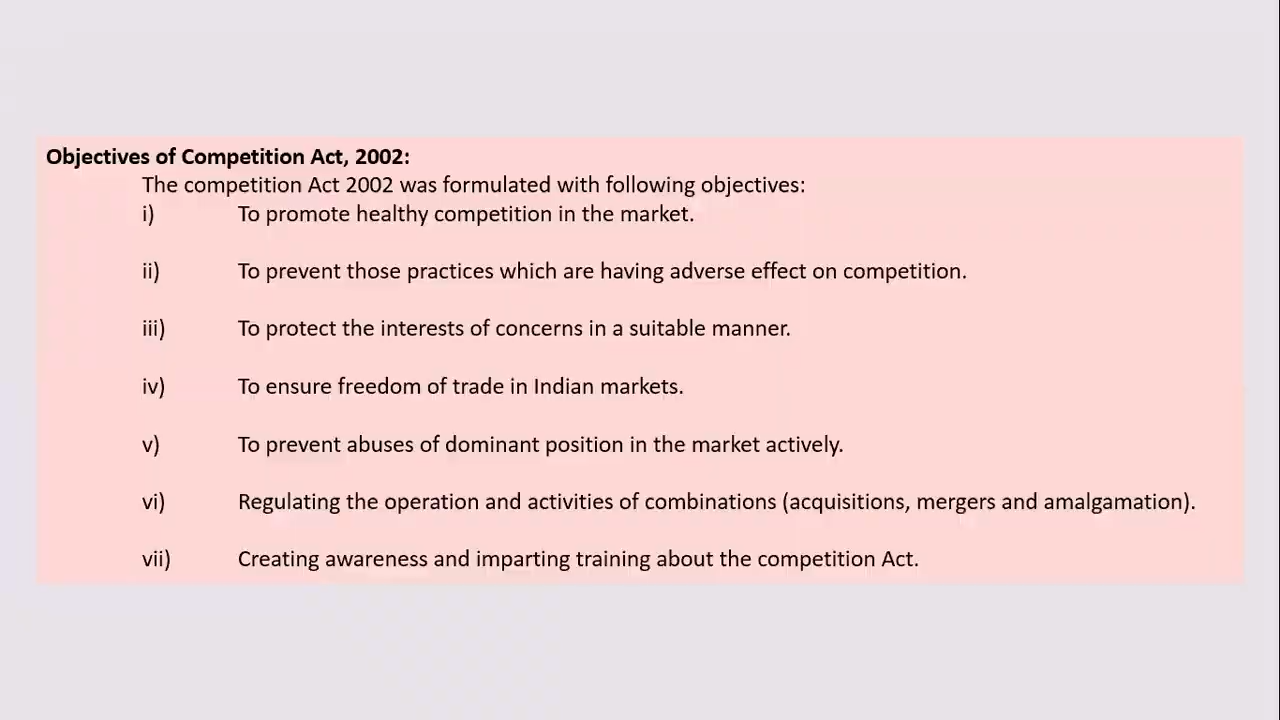 Objectives of Competition Act, 2002:
The competition Act 2002 was formulated with following objectives:
i) To promote healthy competition in the market.
ii) To prevent those practices which are having adverse effect on competition.
iii) To protect the interests of concerns in a suitable manner.
iv) To ensure freedom of trade in Indian markets.
v) To prevent abuses of dominant position in the market actively.
vi) Regulating the operation and activities of combinations (acquisitions, mergers and amalgamation).
vii) Creating awareness and imparting training about the competition Act.